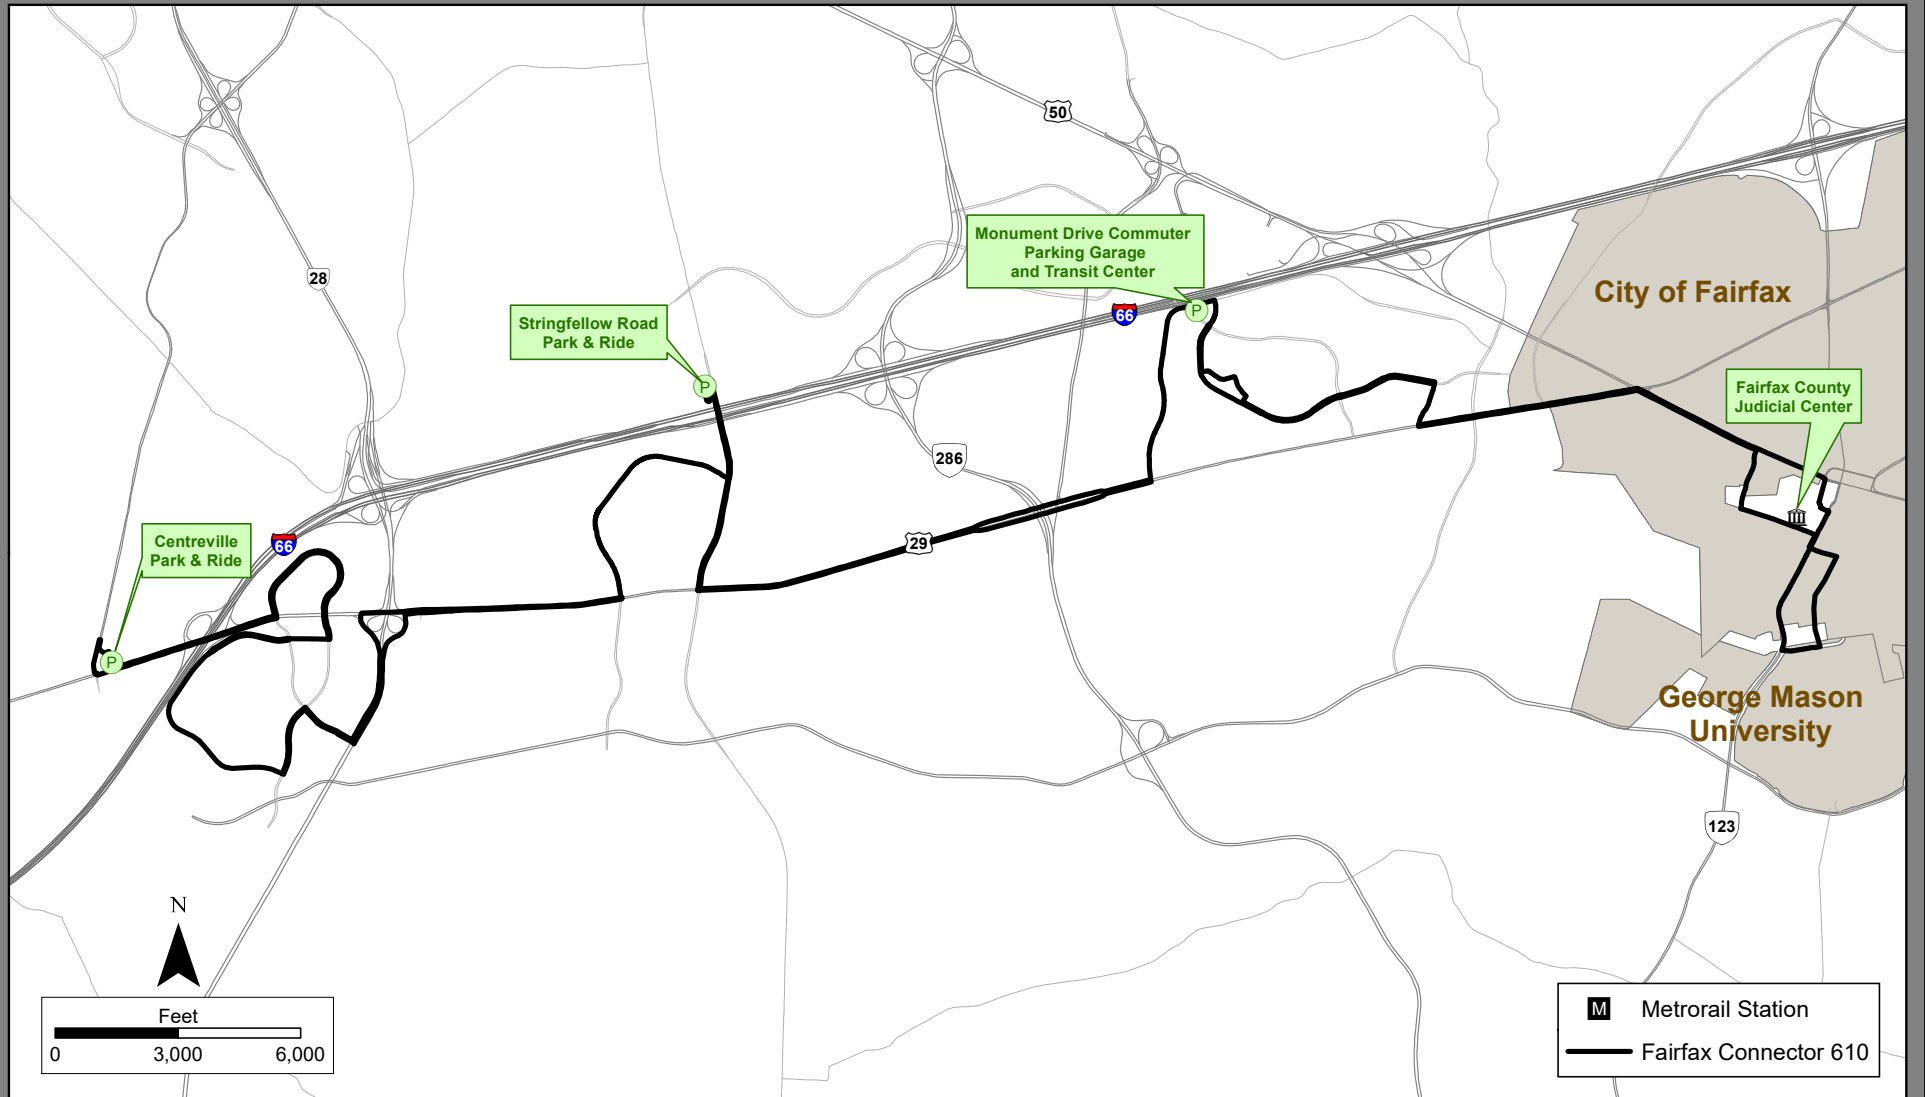 50
Monument Drive Commuter
Parking Garage
and Transit Center
28
City of Fairfax
66
Stringfellow Road
Park & Ride
P
P
Fairfax County
Judicial Center
286
Centreville
Park & Ride
66
29
P
George Mason
University
123
N
Feet
0 3,000 6,000
M Metrorail Station
Fairfax Connector 610